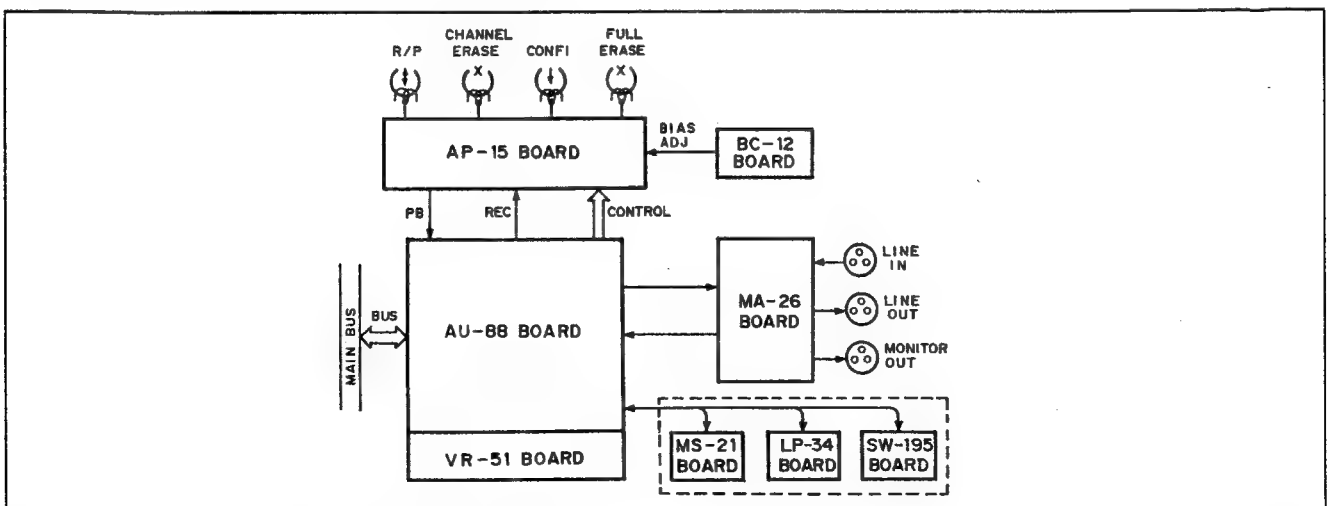 R/P
CHANNEL
ERASE
CONFI
FULL
ERASE
X
X
AP-15 BOARD
BIAS
ADJ
BC-12
BOARD
PB
REC
CONTROL
MAIN BUS
BUS
AU-88 BOARD
VR-51 BOARD
MA-26
BOARD
LINE
IN
LINE
OUT
MONITOR
OUT
MS-21
BOARD
LP-34
BOARD
SW-195
BOARD